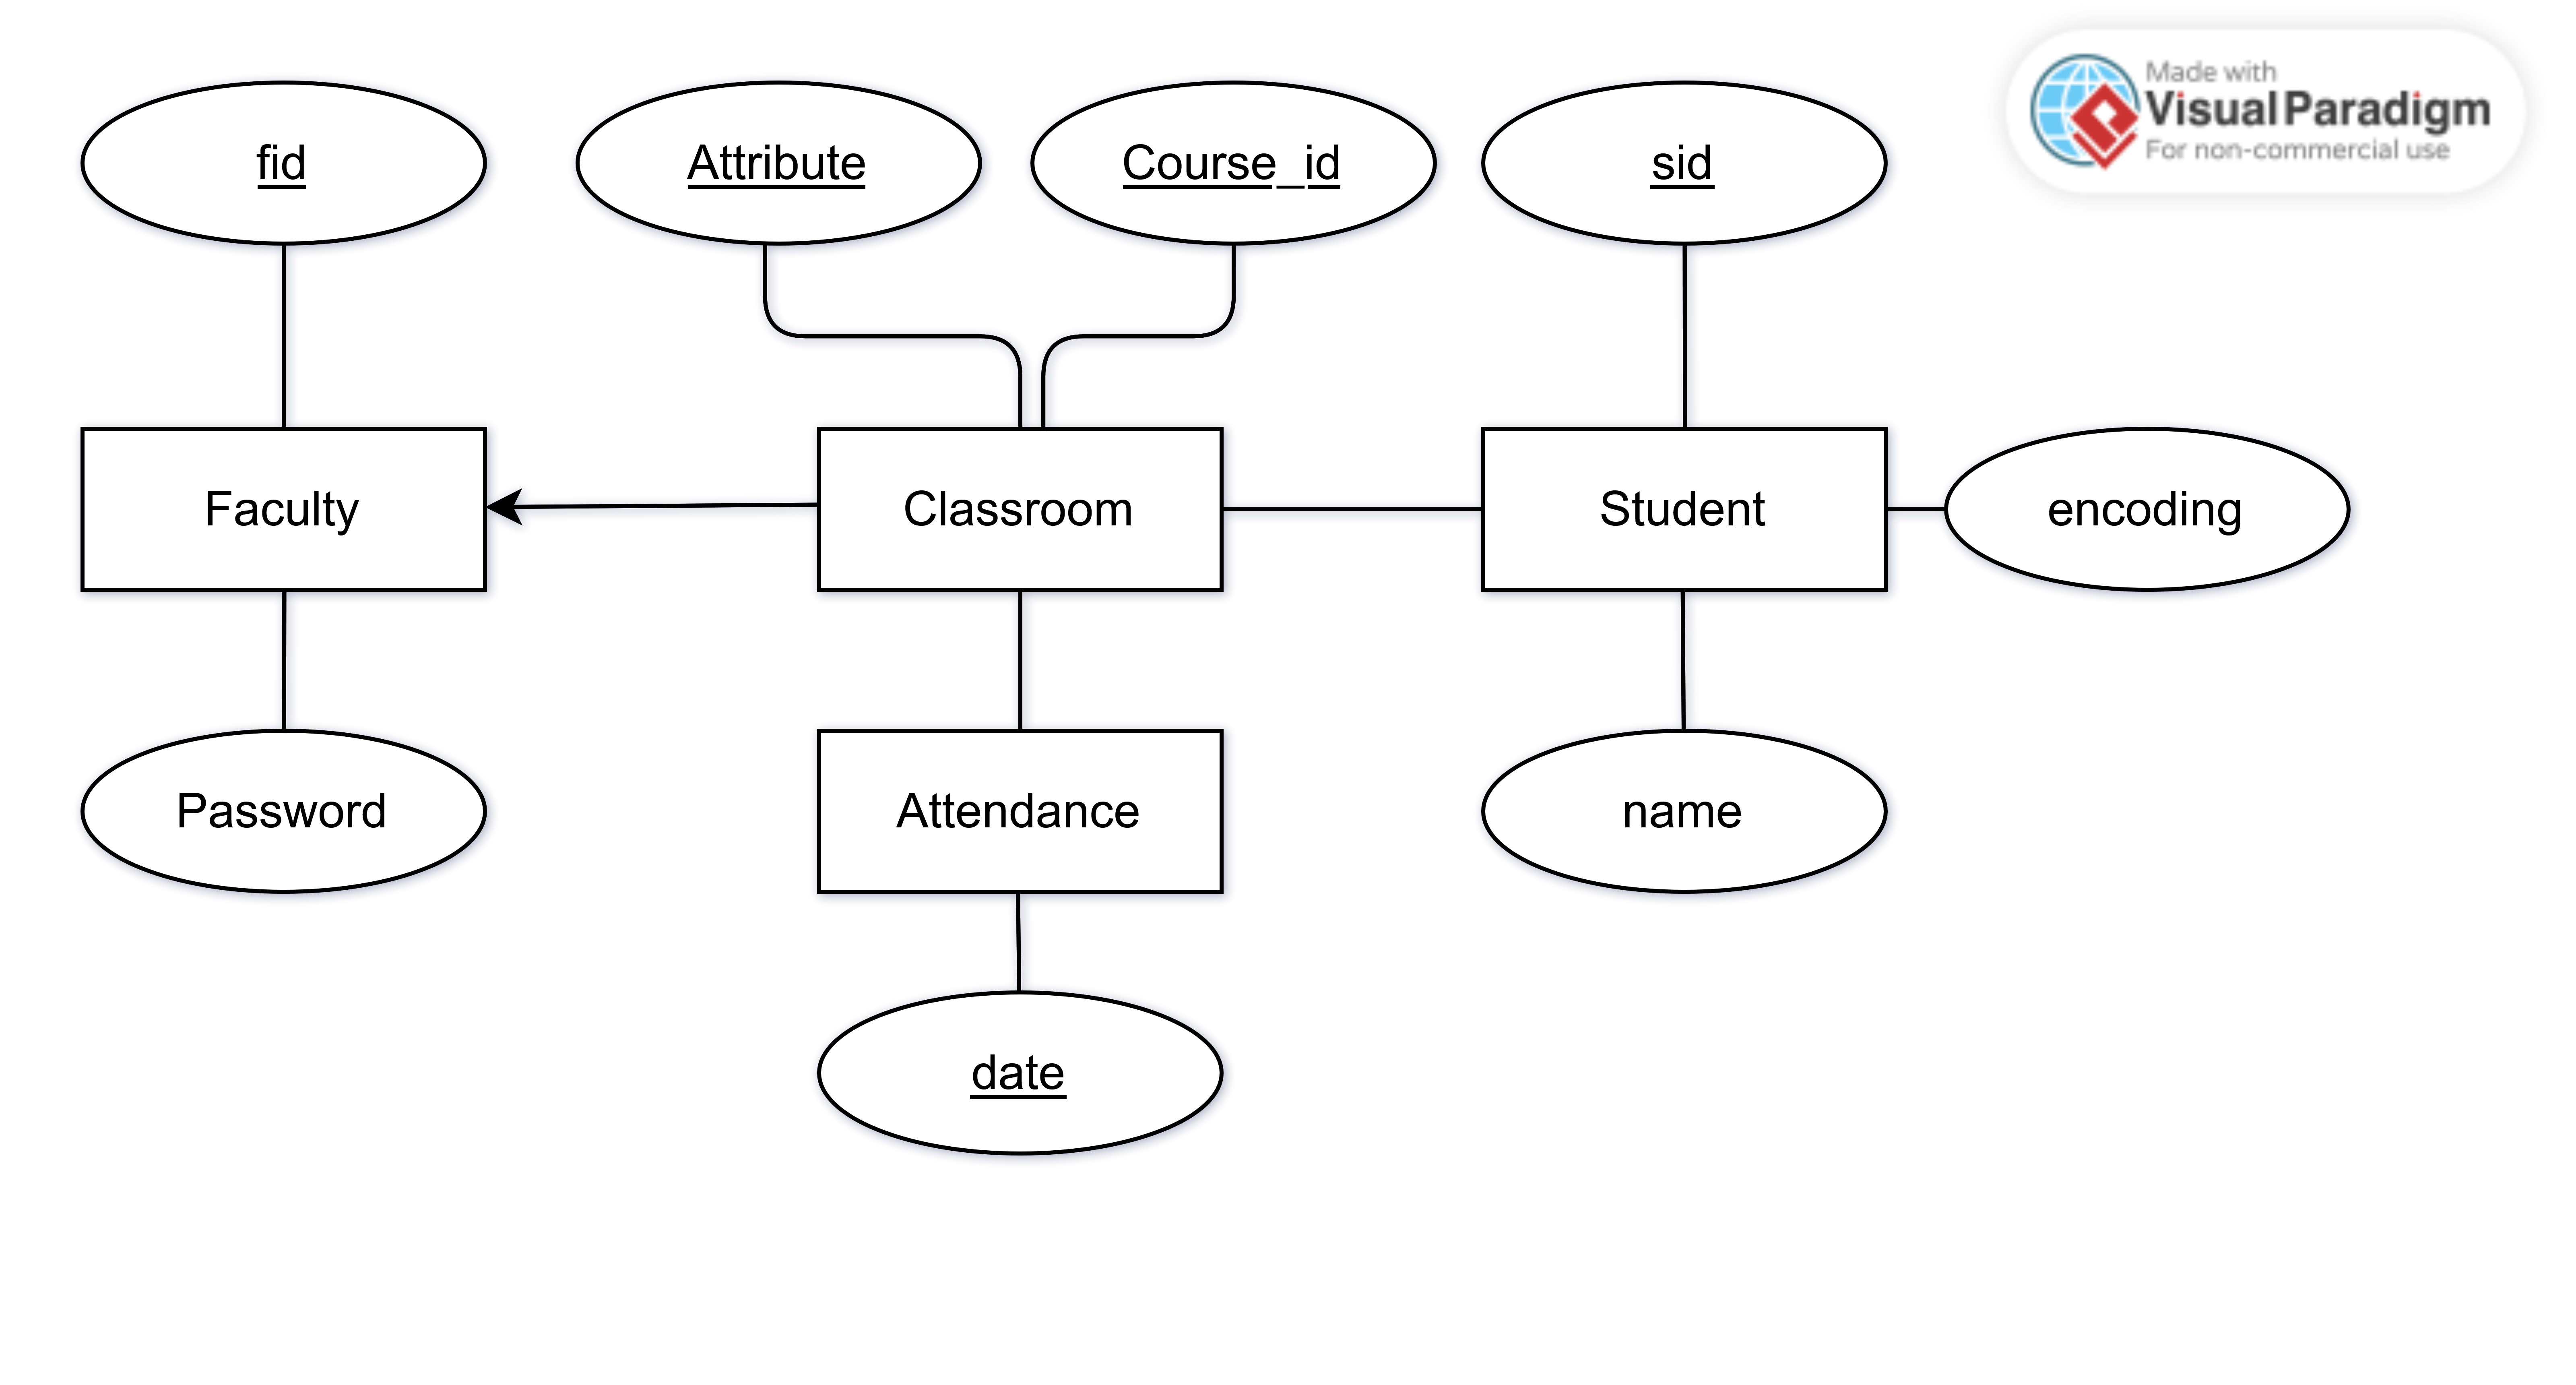 Made with
Visual Paradigm
For non-commercial use
fid
Attribute
Course_id
sid
Faculty
Classroom
Student
encoding
Password
Attendance
name
date